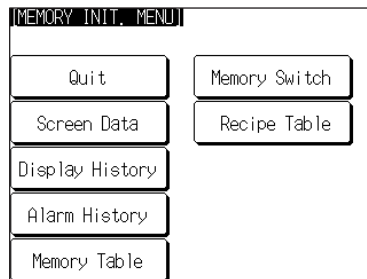 [MEMORY INIT. MENU]
Quit
Memory Switch
Screen Data
Recipe Table
Display History
Alarm History
Memory Table